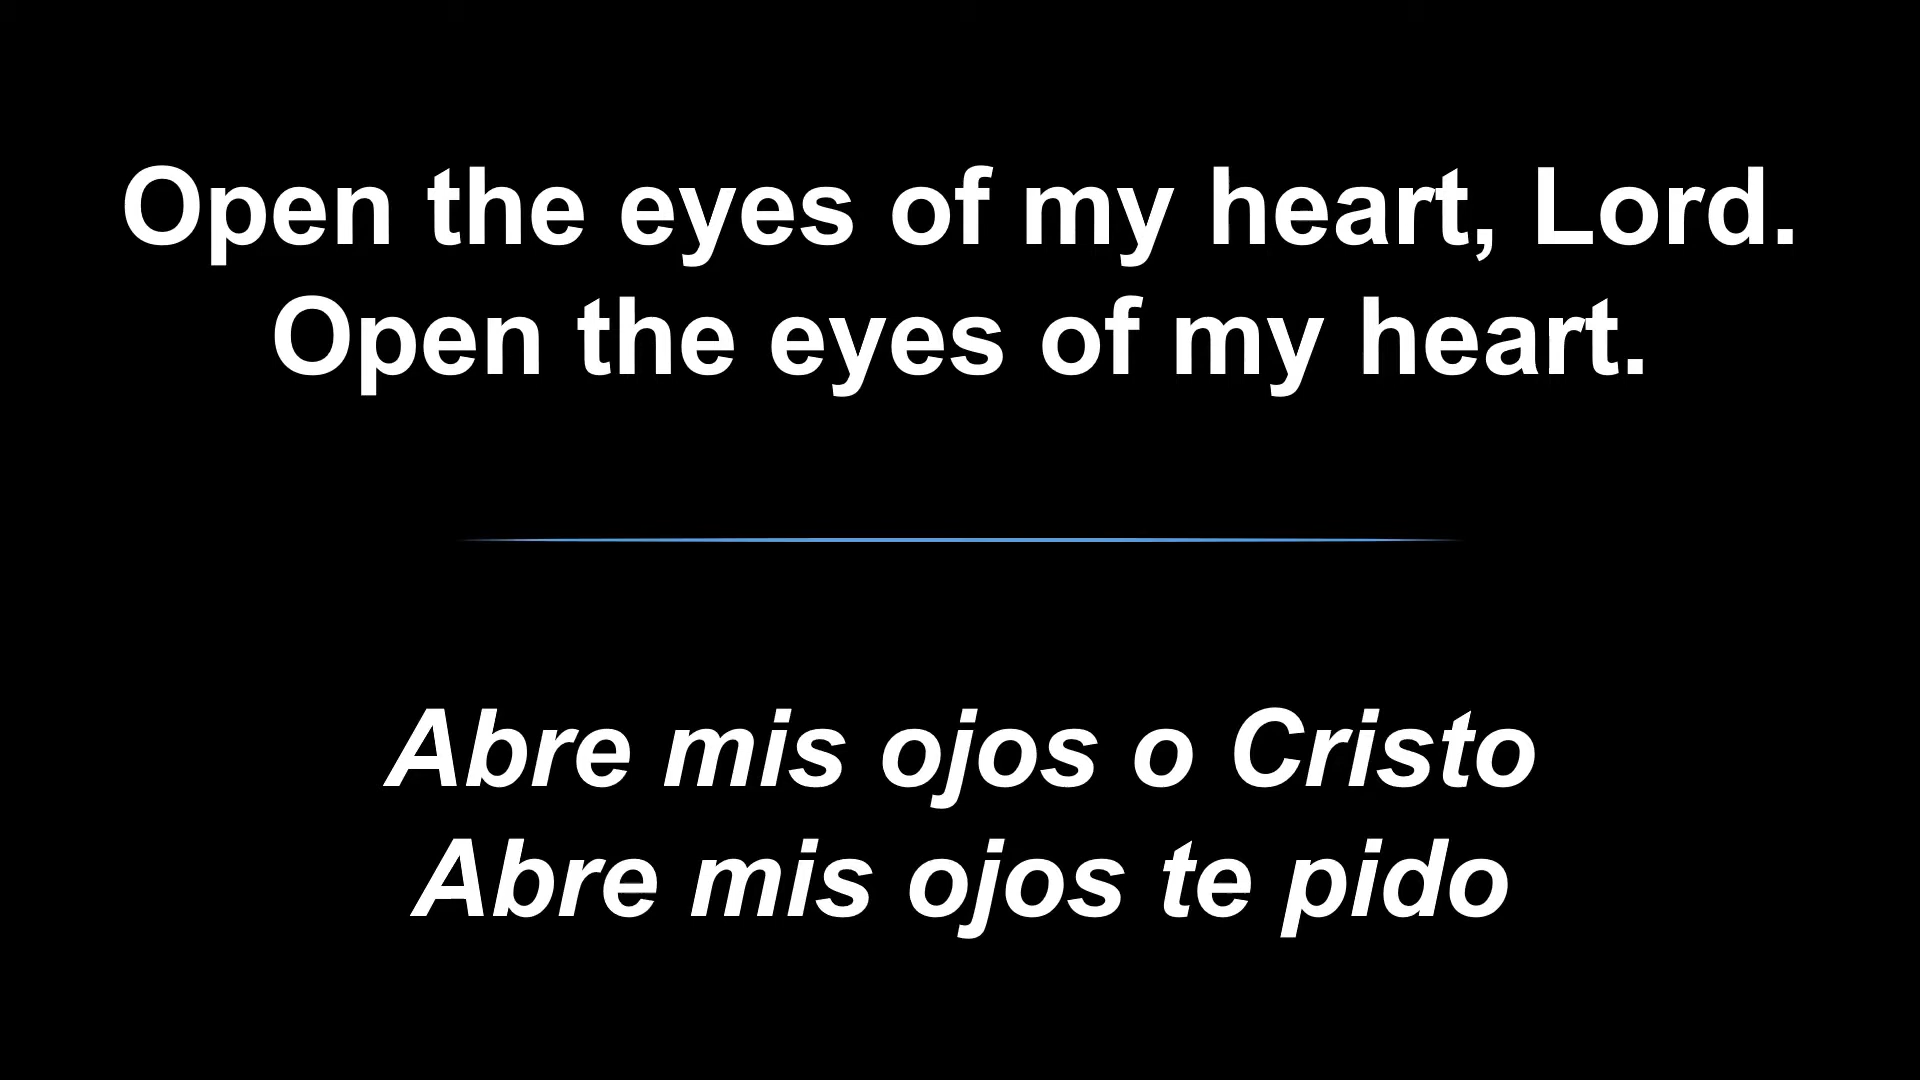 Open the eyes of my heart, Lord.
Open the eyes of my heart.
Abre mis ojos o Cristo
Abre mis ojos te pido